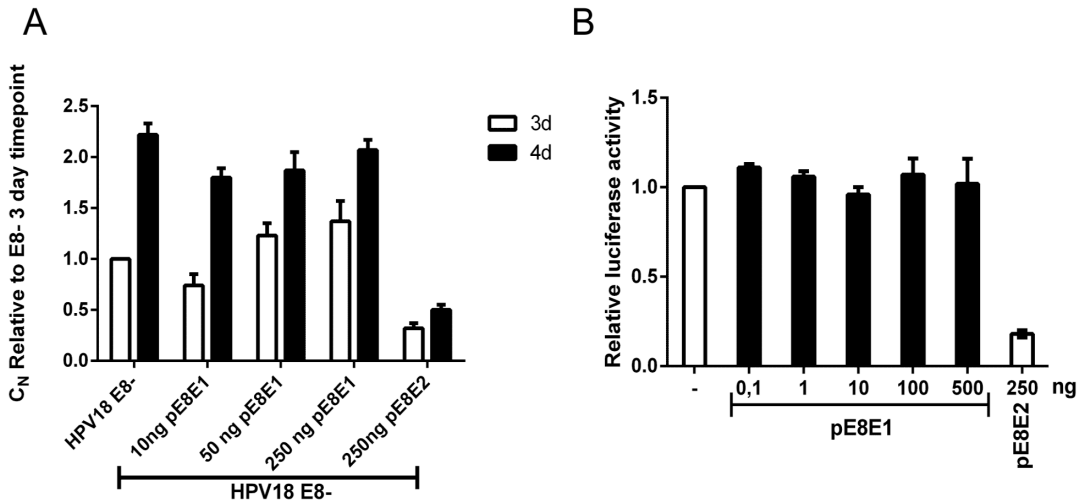 A
C_N Relative to E8- 3 day timepoint
2.5
2.0
1.5
1.0
0.5
0.0
3d
4d
HPV18 E8-
10ng pE8E1
50 ng pE8E1
250 ng pE8E1
250ng pE8E2
HPV18 E8-
B
Relative luciferase activity
1.5
1.0
0.5
0.0
- 0,1 1 10 100 500 250 ng
pE8E1
pE8E2